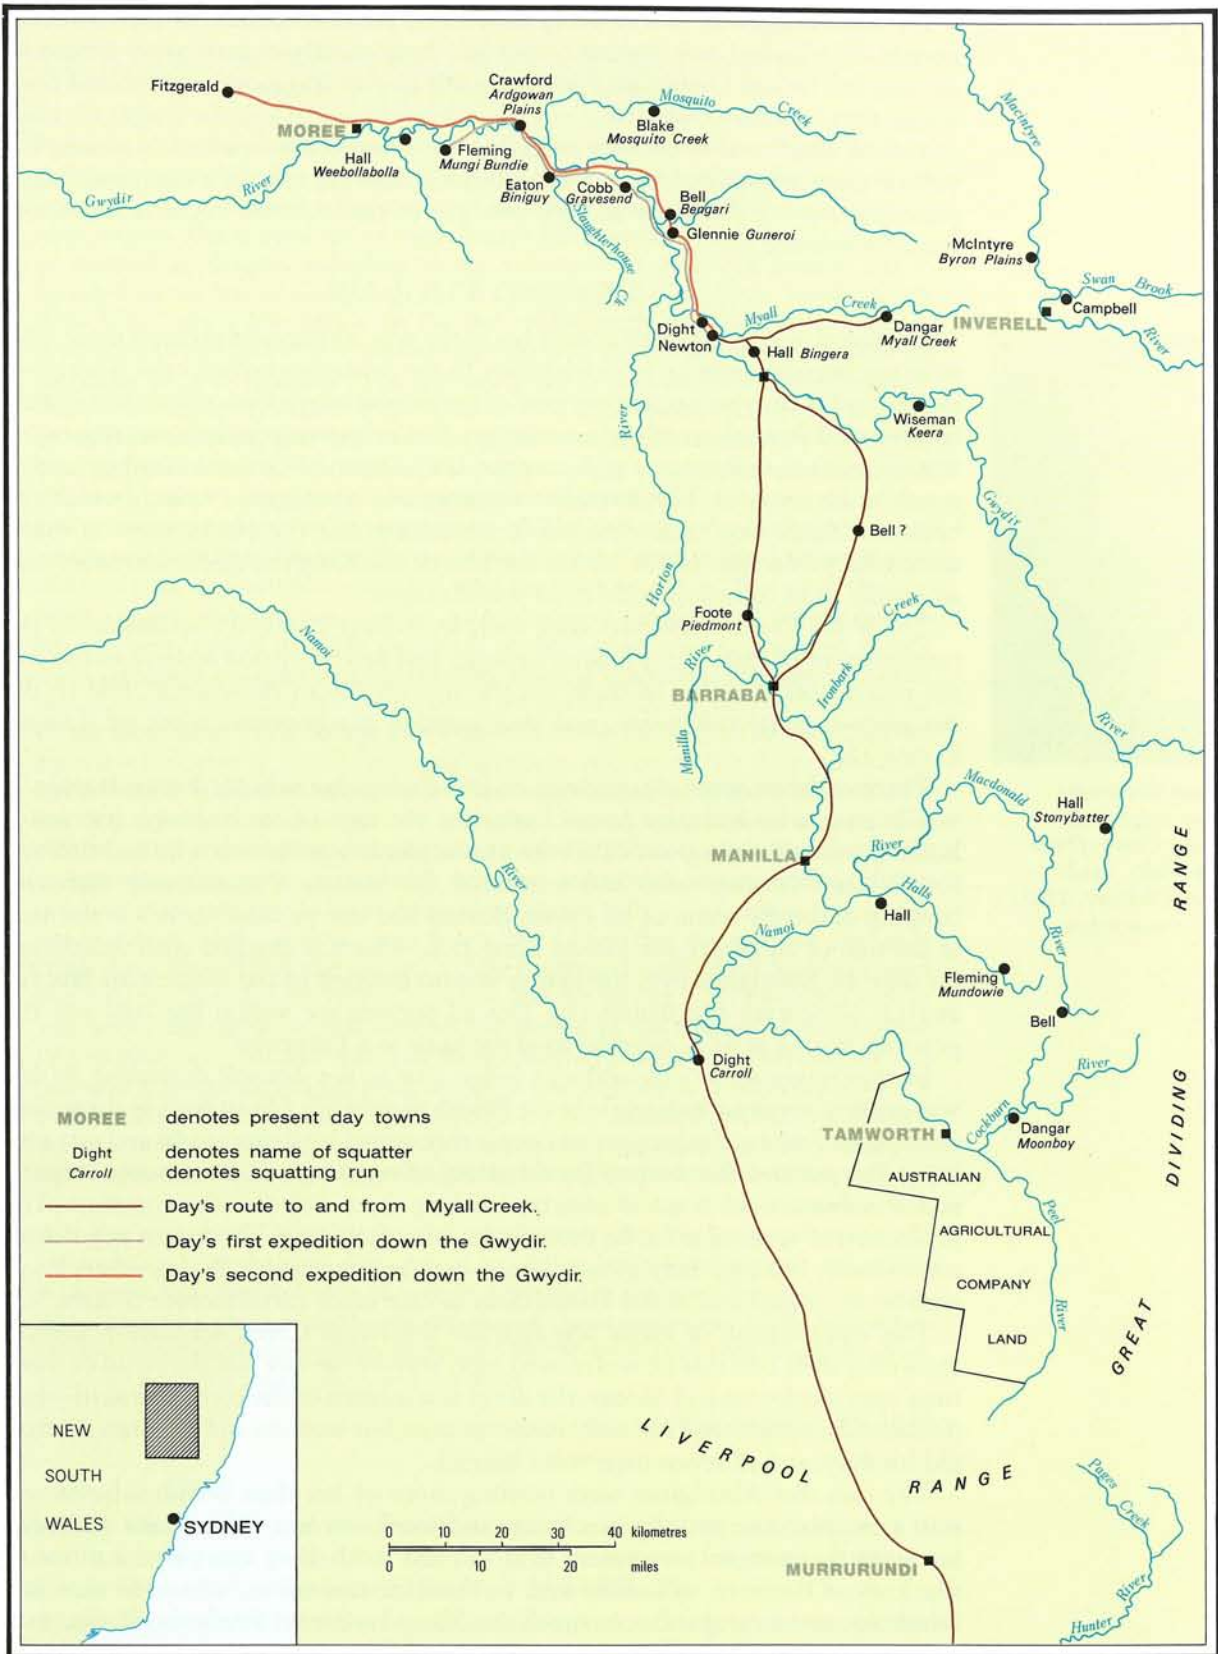 Fitzgerald
Crawford
Ardgowan
Plains
Mosquito
Creek
Blake
Mosquito Creek
MOREE
Hall
Weebollabolla
Fleming
Mungi Bundie
Eaton
Biniguy
Cobb
Gravesend
Bell
Bengari
Glennie Guneroi
Gwydir
River
Slaughterhouse
Ck
Macintyre
McIntyre
Byron Plains
Swan Brook
Campbell
INVERELL
River
Myall
Creek
Dangar
Myall Creek
Dight
Newton
Hall Bingera
Wiseman
Keera
River
Gwydir
Bell ?
Horton
Foote
Piedmont
Creek
Namoi
River
Ironbark
BARRABA
Manilla
River
Macdonald
Hall
Stonybatter
MANILLA
River
Halls
River
Hall
Namoi
River
Fleming
Mundowie
Bell
Dight
Carroll
River
Cockburn
Dangar
Moonboy
TAMWORTH
AUSTRALIAN
AGRICULTURAL
COMPANY
LAND
Peel
River
GREAT
DIVIDING
RANGE
MOREE denotes present day towns
Dight denotes name of squatter
Carroll denotes squatting run
Day's route to and from Myall Creek.
Day's first expedition down the Gwydir.
Day's second expedition down the Gwydir.
NEW
SOUTH
WALES
SYDNEY
0 10 20 30 40 kilometres
0 10 20 miles
LIVERPOOL RANGE
MURRURUNDI
Pages
Creek
Hunter
River